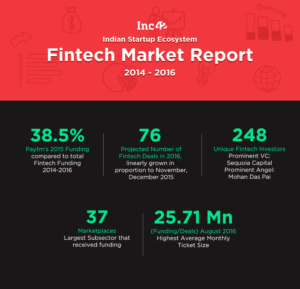 Inc42
Indian Startup Ecosystem
Fintech Market Report
2014 - 2016
38.5%
Paytm's 2015 Funding
compared to total
Fintech Funding
2014-2016
76
Projected Number of
Fintech Deals in 2016,
linearly grown in
proportion to November,
December 2015
248
Unique Fintech Investors
Prominent VC:
Sequoia Capital
Prominent Angel:
Mohan Das Pai
37
Marketplaces
Largest Subsector that
received funding
25.71 Mn
(Funding/Deals) August 2016
Highest Average Monthly
Ticket Size